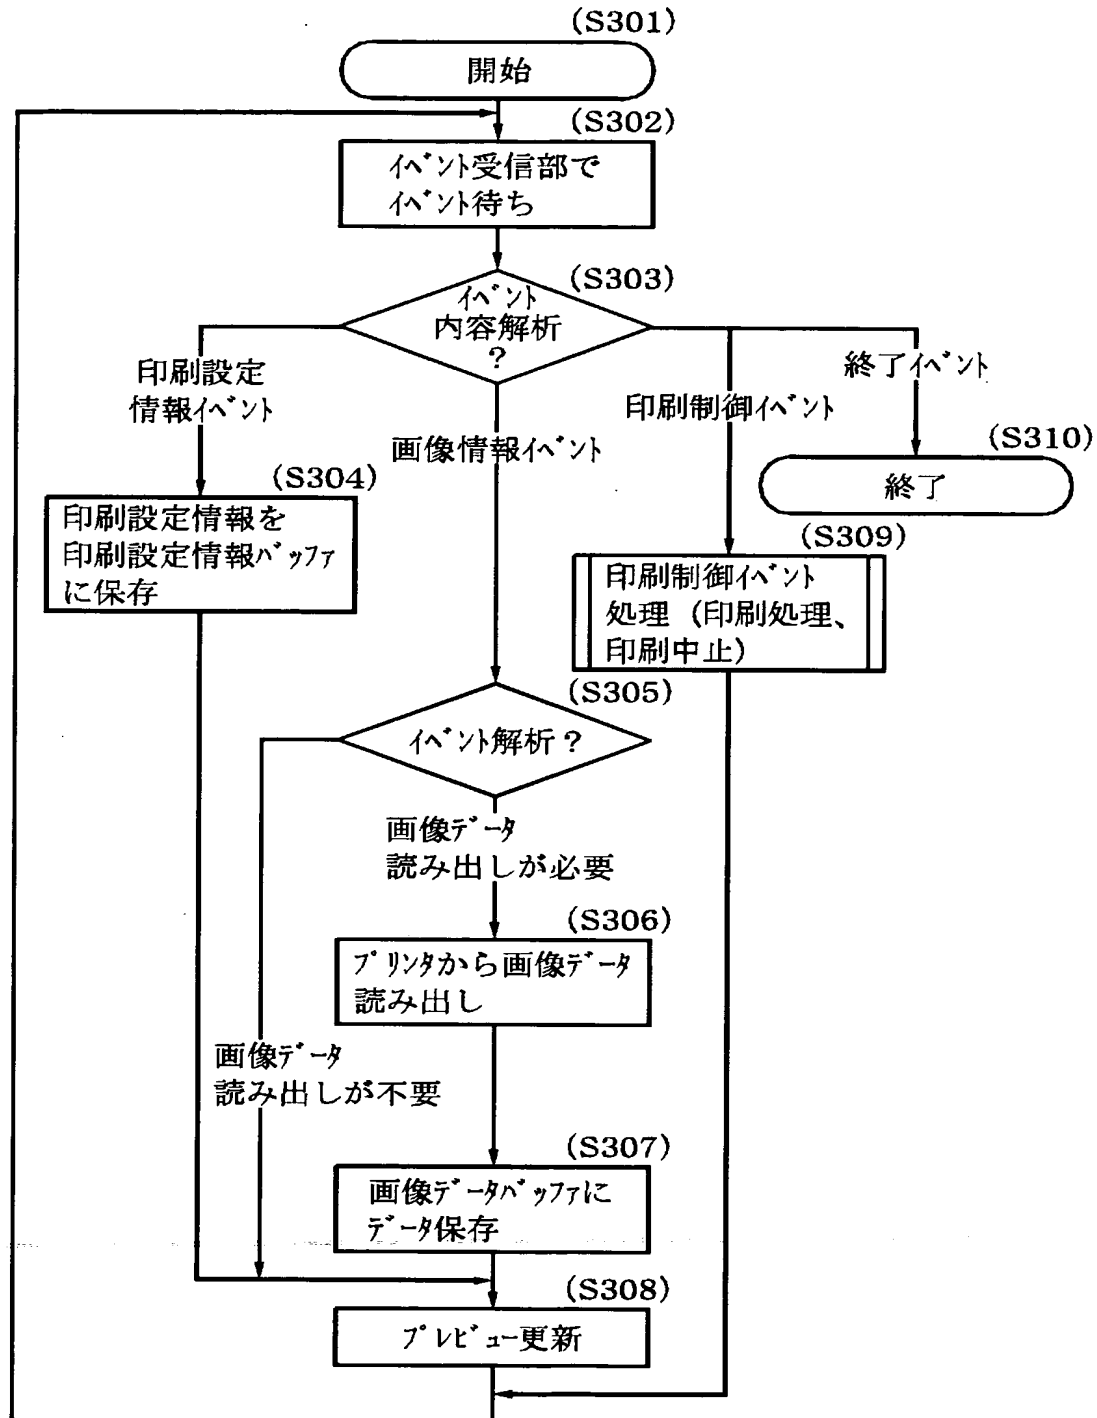 (S301)
開始
(S302)
ｲﾍﾞﾝﾄ受信部で
ｲﾍﾞﾝﾄ待ち
(S303)
ｲﾍﾞﾝﾄ
内容解析
?
印刷設定
情報ｲﾍﾞﾝﾄ
画像情報ｲﾍﾞﾝﾄ
印刷制御ｲﾍﾞﾝﾄ
終了ｲﾍﾞﾝﾄ
(S310)
終了
(S304)
印刷設定情報を
印刷設定情報ﾊﾞｯﾌｧ
に保存
(S309)
印刷制御ｲﾍﾞﾝﾄ
処理 (印刷処理、
印刷中止)
(S305)
ｲﾍﾞﾝﾄ解析?
画像ﾃﾞｰﾀ
読み出しが必要
(S306)
ﾌﾟﾘﾝﾀから画像ﾃﾞｰﾀ
読み出し
画像ﾃﾞｰﾀ
読み出しが不要
(S307)
画像ﾃﾞｰﾀﾊﾞｯﾌｧに
ﾃﾞｰﾀ保存
(S308)
ﾌﾟﾚﾋﾞｭｰ更新